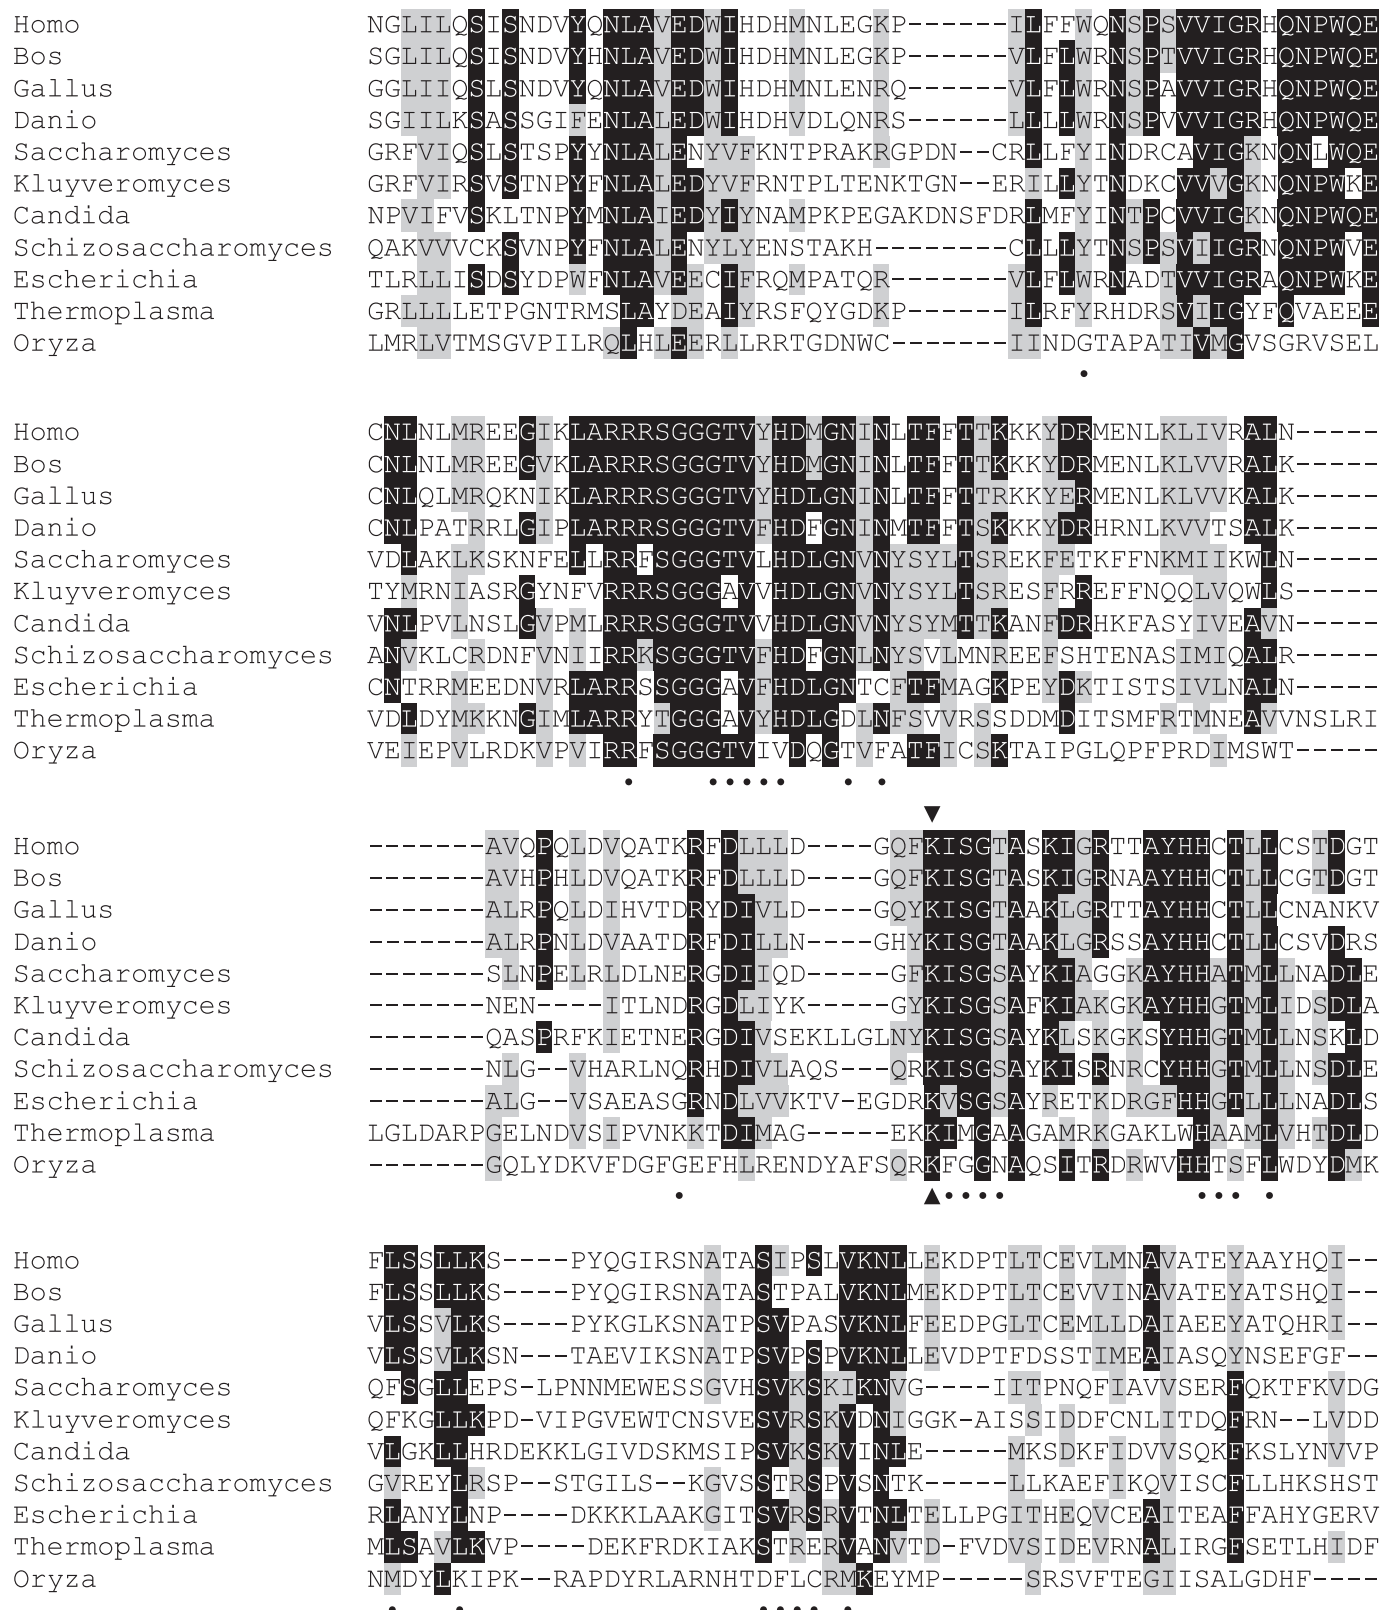 Homo NGLILQSISNDVYQNLAVEDWIHDHMNLEGKP------ILFFWQNSPSVVIGRHQNPWQE
Bos SGLILQSISNDVYHNLAVEDWIHDHMNLEGKP------VLFLWRNSPTVVIGRHQNPWQE
Gallus GGLIIQSLSNDVYQNLAVEDWIHDHMNLENRQ------VLFLWRNSPAVVIGRHQNPWQE
Danio SGIILKSASSGIFENLALEDWIHDHVDLQNRS------LLLLWRNSPVVVIGRHQNPWQE
Saccharomyces GRFVIQSLSTSPYYNLALENYVFKNTPRAKRGPDN--CRLLFYINDRCAVIGKNQNLWQE
Kluyveromyces GRFVIRSVSTNPYFNLALEDYVFRNTPLTENKTGN--ERILLYTNDKCVVVGKNQNPWKE
Candida NPVIFVSKLTNPYMNLAIEDYIYNAMPKPEGAKDNSFDRLMFYINTPCVVIGKNQNPWQE
Schizosaccharomyces QAKVVVCKSVNPYFNLALENYLYENSTAKH--------CLLLYTNSPSVIIGRNQNPWVE
Escherichia TLRLLISDSYDPWFNLAVEECIFRQMPATQR-------VLFLWRNADTVVIGRAQNPWKE
Thermoplasma GRLLLLETPGNTRMSLAYDEAIYRSFQYGDKP------ILRFYRHDRSVIIGYFQVAEEE
Oryza LMRLVTMSGVPILRQLHLEERLLRRTGDNWC-------IINDGTAPATIVMGVSGRVSEL
•
Homo CNLNLMREEGIKLARRRSGGGTVYHDMGNINLTFFTTKKKYDRMENLKLIVRALN-----
Bos CNLNLMREEGVKLARRRSGGGTVYHDMGNINLTFFTTKKKYDRMENLKLVVRALK-----
Gallus CNLQLMRQKNIKLARRRSGGGTVYHDLGNINLTFFTTRKKYERMENLKLVVKALK-----
Danio CNLPATRRLGIPLARRRSGGGTVFHDFGNINMTFFTSKKKYDRHRNLKVVTSALK-----
Saccharomyces VDLAKLKSKNFELLRRFSGGGTVLHDLGNVNYSYLTSREKFETKFFNKMIIKWLN-----
Kluyveromyces TYMRNIASRGYNFVRRRSGGGAVVHDLGNVNYSYLTSRESFRREFFNQQLVQWLS-----
Candida VNLPVLNSLGVPMLRRRSGGGTVVHDLGNVNYSYMTTKANFDRHKFASYIVEAVN-----
Schizosaccharomyces ANVKLCRDNFVNIIRRKSGGGTVFHDFGNLNYSVLMNREEFSHTENASIMIQALR-----
Escherichia CNTRRMEEDNVRLARRSSGGGAVFHDLGNTCFTFMAGKPEYDKTISTSIVLNALN-----
Thermoplasma VDLDYMKKNGIMLARRYTGGGAVYHDLGDLNFSVVRSSDDMDITSMFRTMNEAVVNSLRI
Oryza VEIEPVLRDKVPVIRRFSGGGTVIVDQGTVFATFICSKTAIPGLQPFPRDIMSWT-----
• ••••• • •
▼
Homo -------AVQPQLDVQATKRFDLLLD----GQFKISGTASKIGRTTAYHHCTLLCSTDGT
Bos -------AVHPHLDVQATKRFDLLLD----GQFKISGTASKIGRNAAYHHCTLLCGTDGT
Gallus -------ALRPQLDIHVTDRYDIVLD----GQYKISGTAAKLGRTTAYHHCTLLCNANKV
Danio -------ALRPNLDVAATDRFDILLN----GHYKISGTAAKLGRSSAYHHCTLLCSVDRS
Saccharomyces -------SLNPELRLDLNERGDIIQD-----GFKISGSAYKIAGGKAYHHATMLLNADLE
Kluyveromyces -------NEN----ITLNDRGDLIYK-----GYKISGSAFKIAKGKAYHHGTMLIDSDLA
Candida -------QASPRFKIETNERGDIVSEKLLGLNYKISGSAYKLSKGKSYHHGTMLLNSKLD
Schizosaccharomyces -------NLG--VHARLNQRHDIVLAQS---QRKISGSAYKISRNRCYHHGTMLLNSDLE
Escherichia -------ALG--VSAEASGRNDLVVKTV-EGDRKVSGSAYRETKDRGFHHGTLLLNADLS
Thermoplasma LGLDARPGELNDVSIPVNKKTDIMAG-----EKKIMGAAGAMRKGAKLWHAAMLVHTDLD
Oryza -------GQLYDKVFDGFGEFHLRENDYAFSQRKFGGNAQSITRDRWVHHTSFLWDYDMK
• ▲•••• ••• •
Homo FLSSLLKS----PYQGIRSNATASIPSLVKNLLEKDPTLTCEVLMNAVATEYAAYHQI--
Bos FLSSLLKS----PYQGIRSNATASTPALVKNLMEKDPTLTCEVVINAVATEYATSHQI--
Gallus VLSSVLKS----PYKGLKSNATPSVPASVKNLFEEDPGLTCEMLLDAIAEEYATQHRI--
Danio VLSSVLKSN---TAEVIKSNATPSVPSPVKNLLEVDPTFDSSTIMEAIASQYNSEFGF--
Saccharomyces QFSGLLEPS-LPNNMEWESSGVHSVKSKIKNVG----IITPNQFIAVVSERFQKTFKVDG
Kluyveromyces QFKGLLKPD-VIPGVEWTCNSVESVRSKVDNIGGK-AISSIDDFCNLITDQFRN--LVDD
Candida VLGKLLHRDEKKLGIVDSKMSIPSVKSKVINLE-----MKSDKFIDVVSQKFKSLYNVVP
Schizosaccharomyces GVREYLRSP--STGILS--KGVSSTRSPVSNTK-----LLKAEFIKQVISCFLLHKSHST
Escherichia RLANYLNP----DKKKLAAKGITSVRSRVTNLTELLPGITHEQVCEAITEAFFAHYGERV
Thermoplasma MLSAVLKVP---DEKFRDKIAKSTRERVANVTD-FVDVSIDEVRNALIRGFSETLHIDF
Oryza NMDYLKIPK--RAPDYRLARNHTDFLCRMKEYMP-----SRSVFTEGIISALGDHF----
• • •••• •